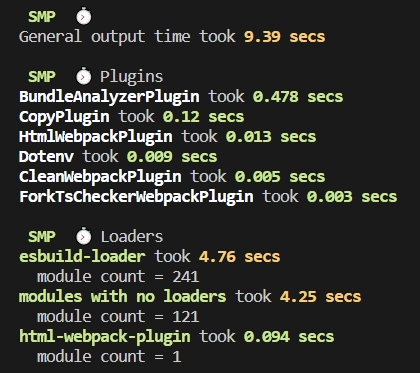 SMP ⏱
General output time took 9.39 secs
SMP ⏱ Plugins
BundleAnalyzerPlugin took 0.478 secs
CopyPlugin took 0.12 secs
HtmlWebpackPlugin took 0.013 secs
Dotenv took 0.009 secs
CleanWebpackPlugin took 0.005 secs
ForkTsCheckerWebpackPlugin took 0.003 secs
SMP ⏱ Loaders
esbuild-loader took 4.76 secs
module count = 241
modules with no loaders took 4.25 secs
module count = 121
html-webpack-plugin took 0.094 secs
module count = 1